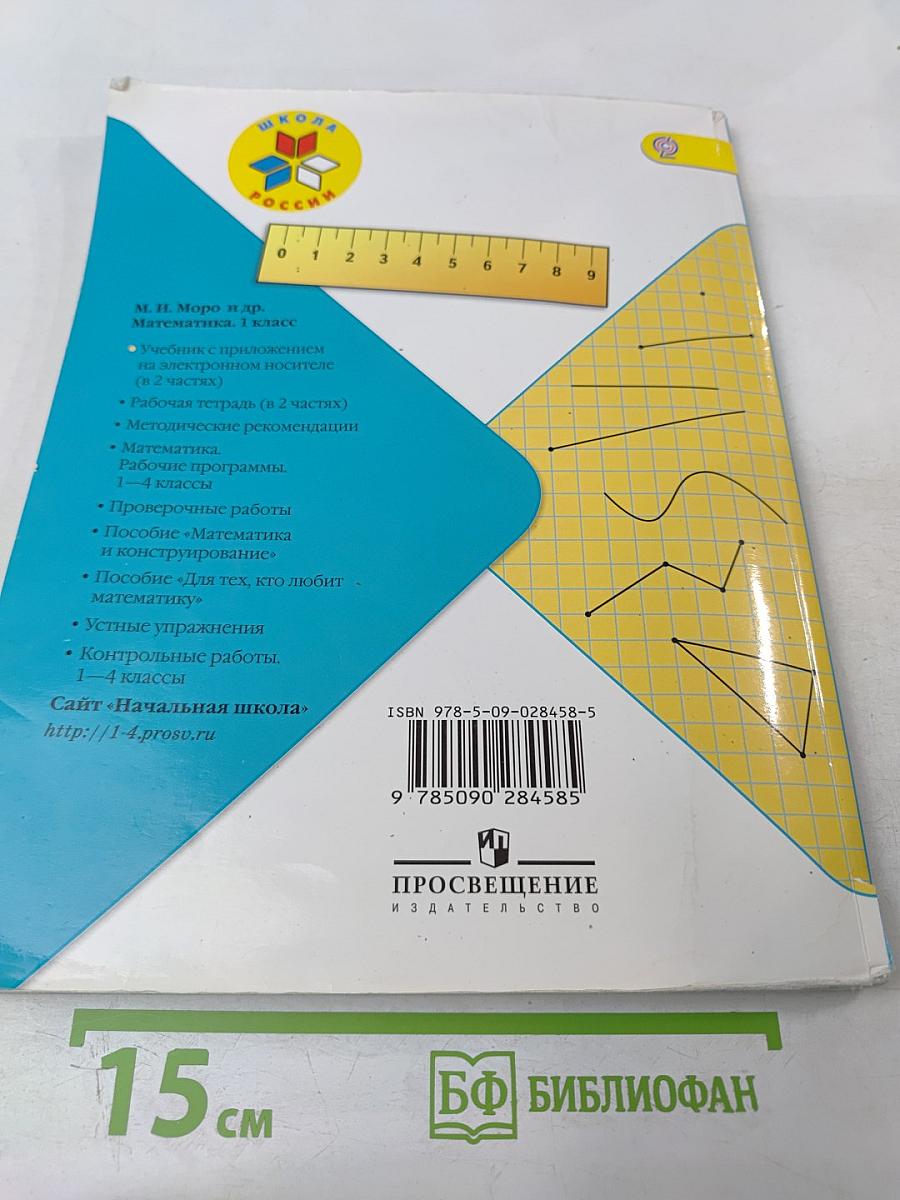 ШКОЛА
РОССИИ
0 1 2 3 4 5 6 7 8 9
М. И. Моро и др.
Математика. 1 класс
• Учебник с приложением
на электронном носителе
(в 2 частях)
• Рабочая тетрадь (в 2 частях)
• Методические рекомендации
• Математика.
Рабочие программы.
1—4 классы
• Проверочные работы
• Пособие «Математика
и конструирование»
• Пособие «Для тех, кто любит
математику»
• Устные упражнения
• Контрольные работы.
1—4 классы
Сайт «Начальная школа»
http://1-4.prosv.ru
ISBN 978-5-09-028458-5
9 785090 284585
ИП
ПРОСВЕЩЕНИЕ
ИЗДАТЕЛЬСТВО
15 см
БФ БИБЛИОФАН